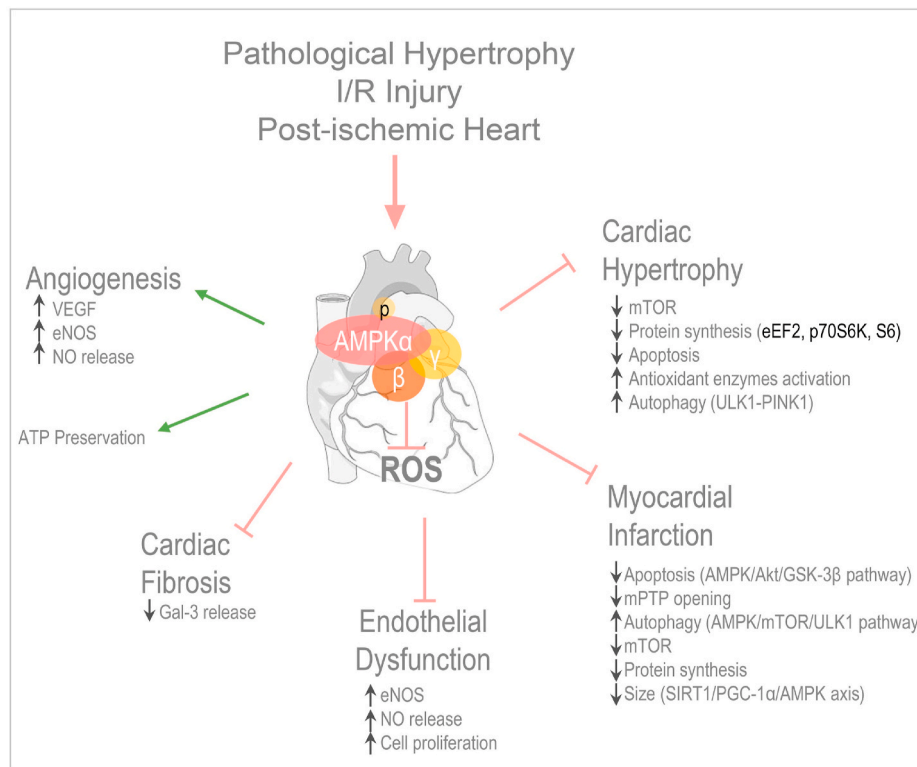 Pathological Hypertrophy
I/R Injury
Post-ischemic Heart
Angiogenesis
VEGF
eNOS
NO release
ATP Preservation
Cardiac
Fibrosis
Gal-3 release
p
AMPKα
γ
β
ROS
Endothelial
Dysfunction
eNOS
NO release
Cell proliferation
Cardiac
Hypertrophy
mTOR
Protein synthesis (eEF2, p70S6K, S6)
Apoptosis
Antioxidant enzymes activation
Autophagy (ULK1-PINK1)
Myocardial
Infarction
Apoptosis (AMPK/Akt/GSK-3β pathway)
mPTP opening
Autophagy (AMPK/mTOR/ULK1 pathway
mTOR
Protein synthesis
Size (SIRT1/PGC-1α/AMPK axis)